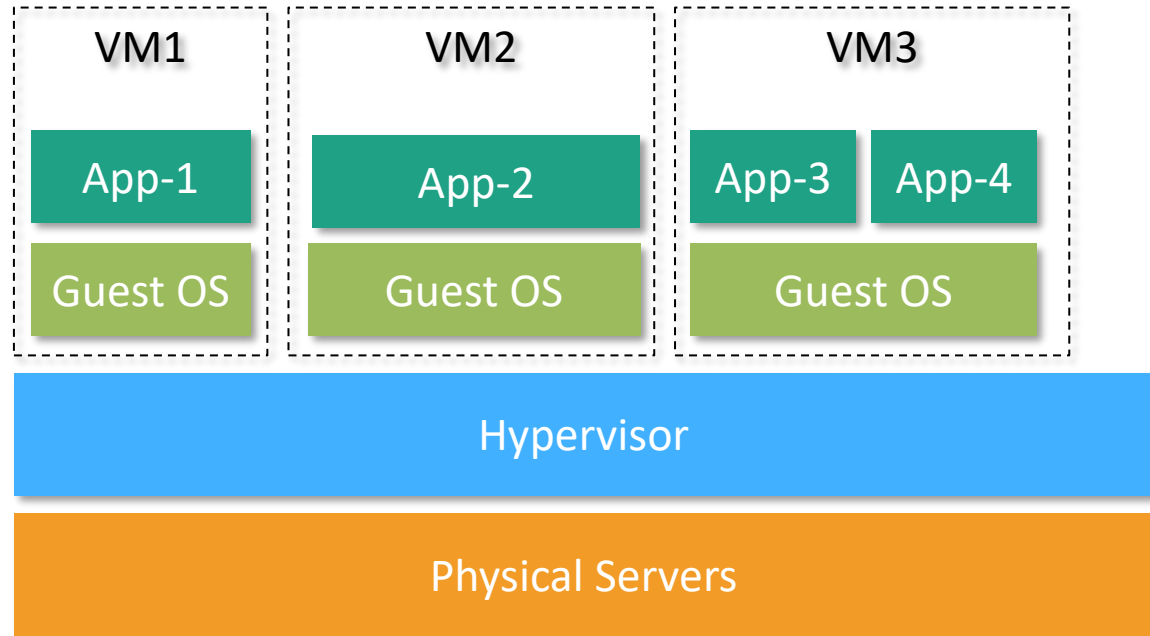 VM1
VM2
VM3
App-1
App-2
App-3
App-4
Guest OS
Guest OS
Guest OS
Hypervisor
Physical Servers